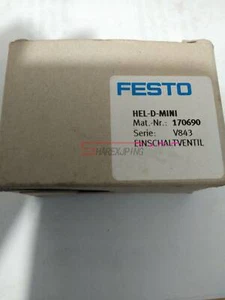 FESTO
HEL-D-MINI
Mat.-Nr.: 170690
Serie: V843
EINSCHALTVENTIL